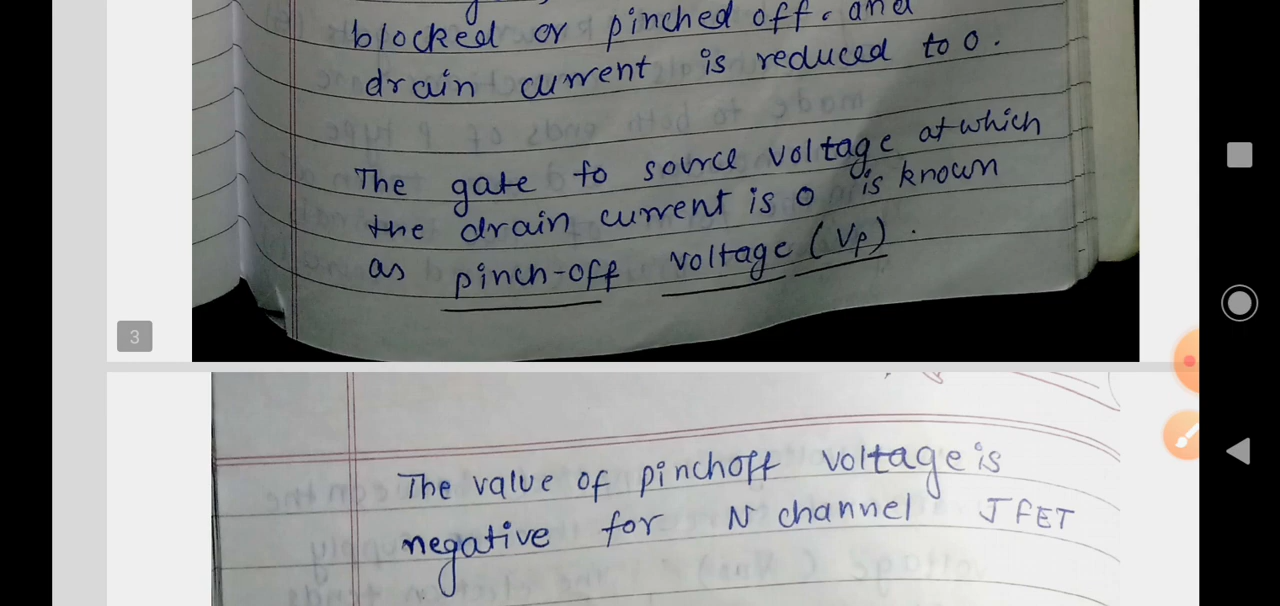 blocked or pinched off. and
drain current is reduced to 0.
The gate to source voltage at which
the drain current is 0 is known
as pinch-off voltage (Vp).
3
The value of pinchoff voltage is
negative for N channel JFET